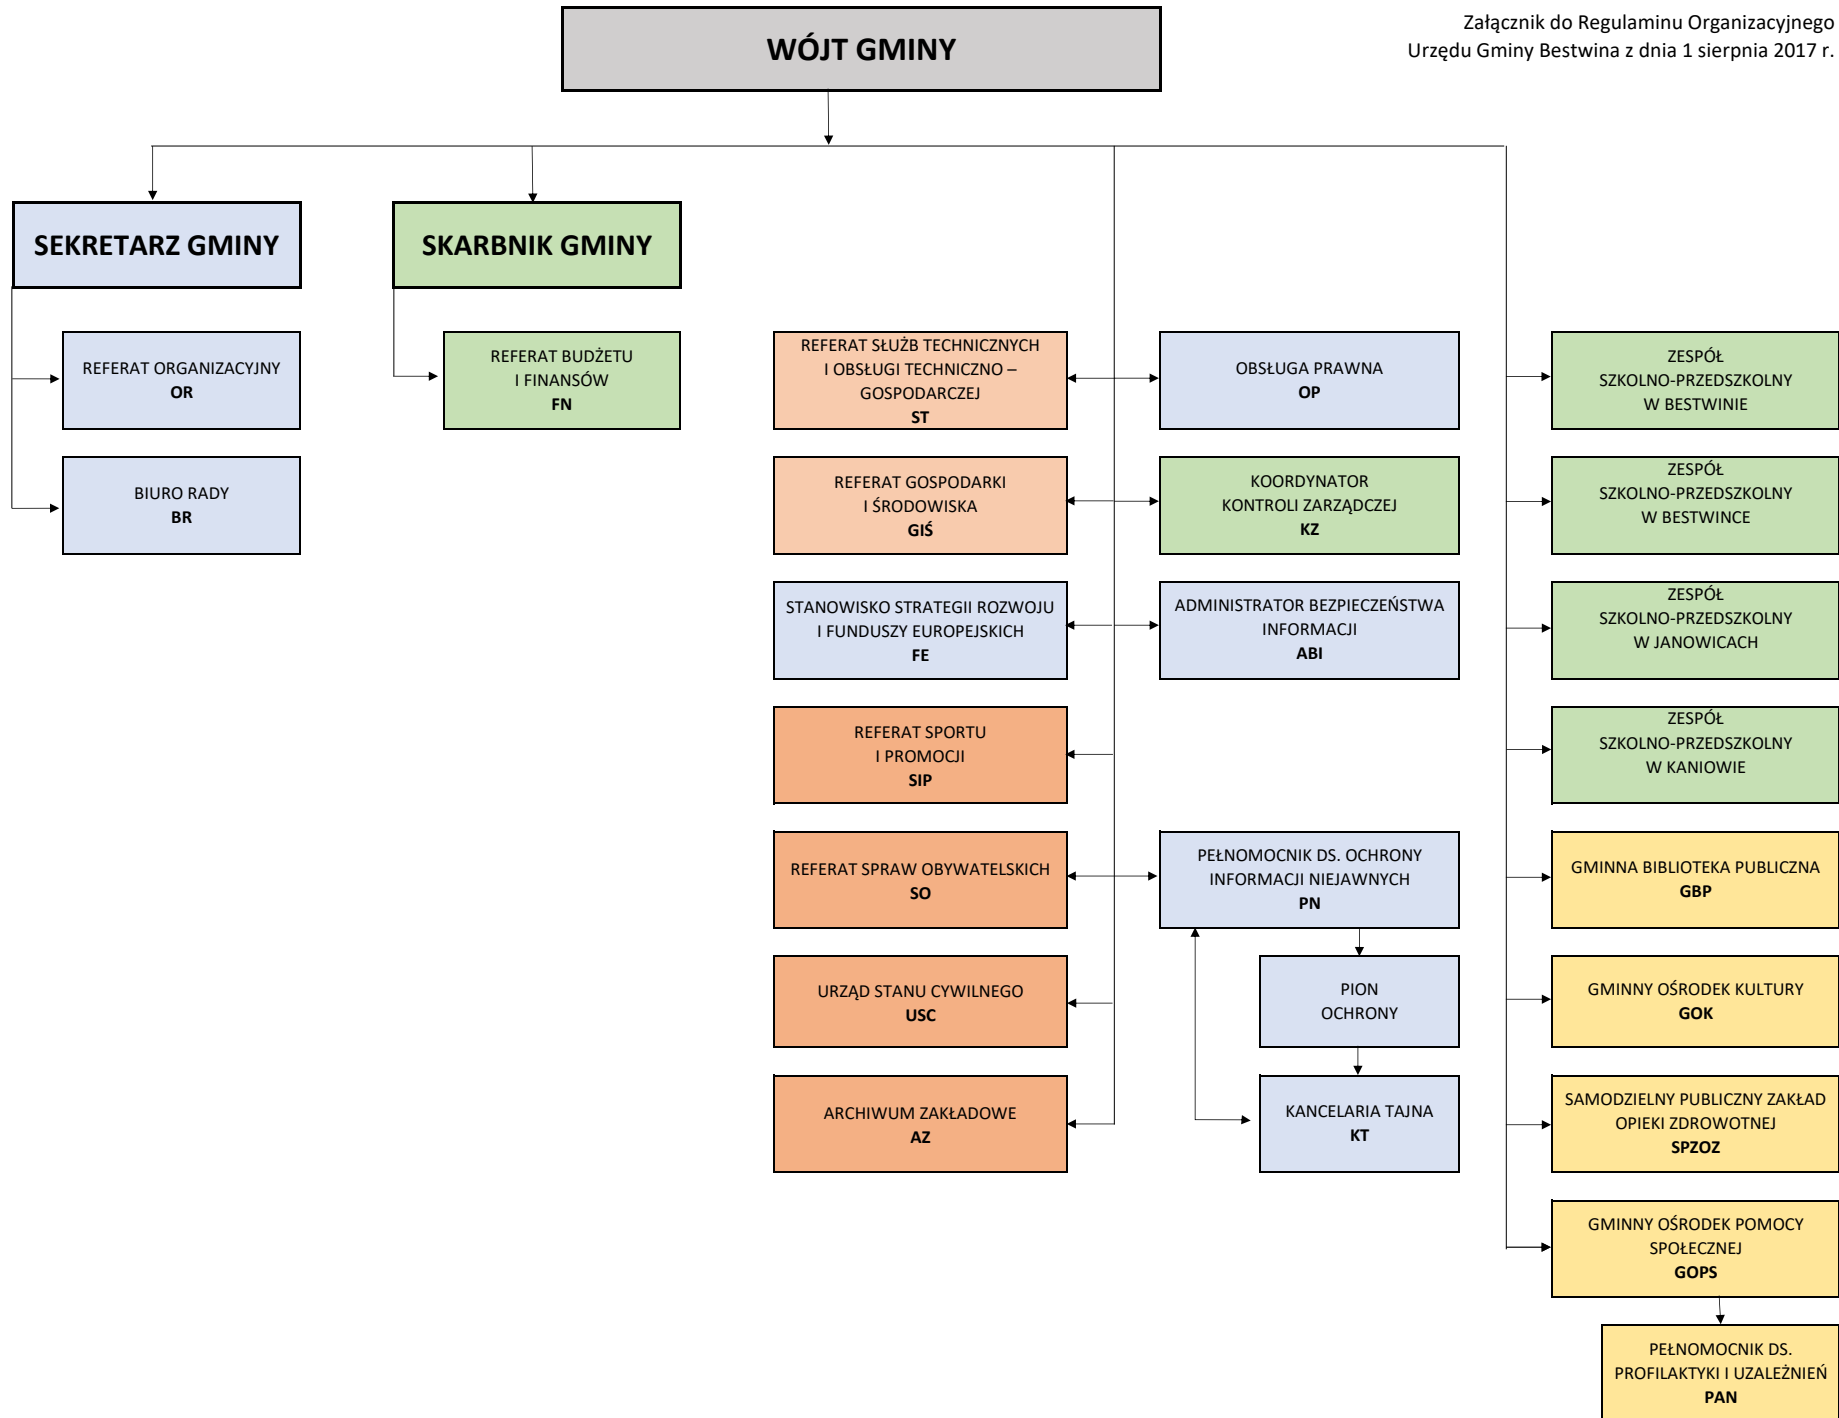 Załącznik do Regulaminu Organizacyjnego
Urzędu Gminy Bestwina z dnia 1 sierpnia 2017 r.
WÓJT GMINY
SEKRETARZ GMINY
SKARBNIK GMINY
REFERAT ORGANIZACYJNY
OR
BIURO RADY
BR
REFERAT BUDŻETU
I FINANSÓW
FN
REFERAT SŁUŻB TECHNICZNYCH
I OBSŁUGI TECHNICZNO –
GOSPODARCZEJ
ST
REFERAT GOSPODARKI
I ŚRODOWISKA
GIŚ
STANOWISKO STRATEGII ROZWOJU
I FUNDUSZY EUROPEJSKICH
FE
REFERAT SPORTU
I PROMOCJI
SIP
REFERAT SPRAW OBYWATELSKICH
SO
URZĄD STANU CYWILNEGO
USC
ARCHIWUM ZAKŁADOWE
AZ
OBSŁUGA PRAWNA
OP
KOORDYNATOR
KONTROLI ZARZĄDCZEJ
KZ
ADMINISTRATOR BEZPIECZEŃSTWA
INFORMACJI
ABI
PEŁNOMOCNIK DS. OCHRONY
INFORMACJI NIEJAWNYCH
PN
PION
OCHRONY
KANCELARIA TAJNA
KT
ZESPÓŁ
SZKOLNO-PRZEDSZKOLNY
W BESTWINIE
ZESPÓŁ
SZKOLNO-PRZEDSZKOLNY
W BESTWINCE
ZESPÓŁ
SZKOLNO-PRZEDSZKOLNY
W JANOWICACH
ZESPÓŁ
SZKOLNO-PRZEDSZKOLNY
W KANIOWIE
GMINNA BIBLIOTEKA PUBLICZNA
GBP
GMINNY OŚRODEK KULTURY
GOK
SAMODZIELNY PUBLICZNY ZAKŁAD
OPIEKI ZDROWOTNEJ
SPZOZ
GMINNY OŚRODEK POMOCY
SPOŁECZNEJ
GOPS
PEŁNOMOCNIK DS.
PROFILAKTYKI I UZALEŻNIEŃ
PAN